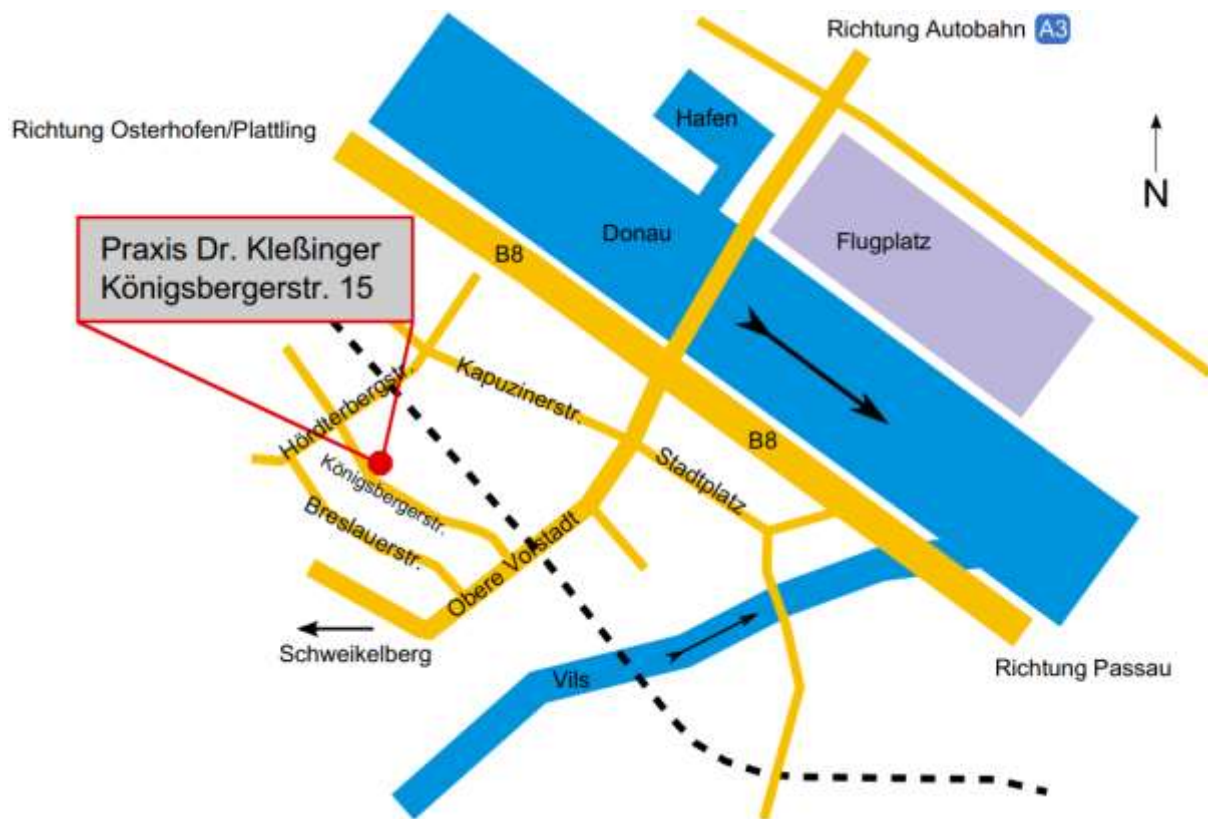 Richtung Autobahn A3
Hafen
Richtung Osterhofen/Plattling
N
Donau
Flugplatz
B8
Praxis Dr. Kleßinger
Königsbergerstr. 15
Kapuzinerstr.
Hördterbergstr.
B8
Stadtplatz
Königsbergerstr.
Breslauerstr.
Obere Vorstadt
Schweikelberg
Vils
Richtung Passau